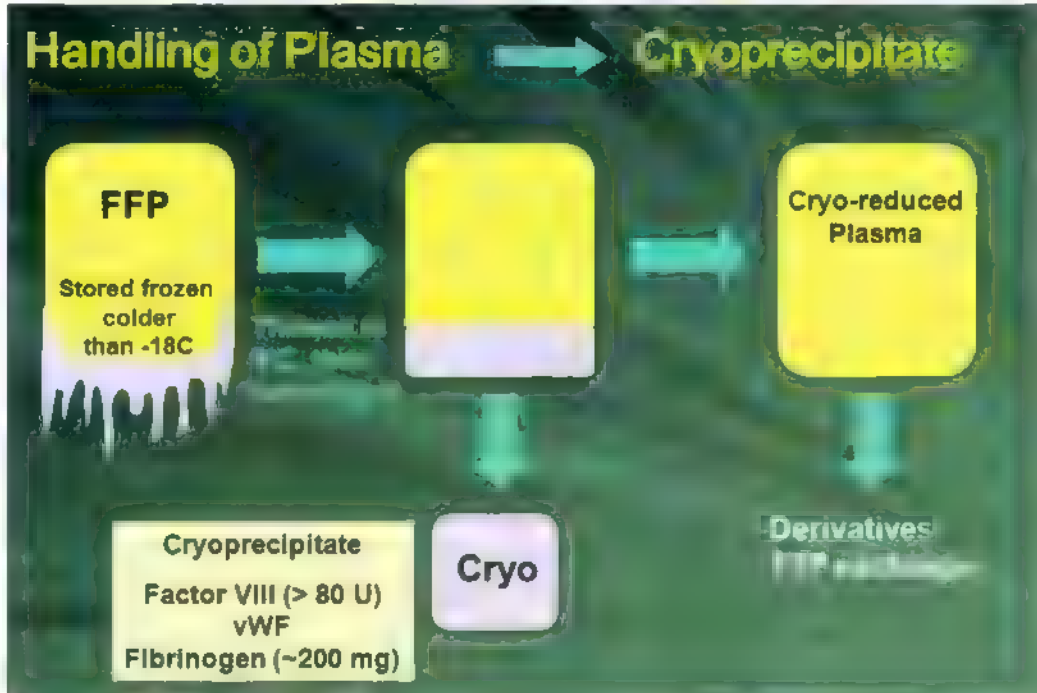 Handling of Plasma Cryoprecipitate
FFP
Stored frozen
colder
than -18C
Cryo-reduced
Plasma
Cryoprecipitate
Factor VIII (> 80 U)
vWF
Fibrinogen (~200 mg)
Cryo
Derivatives